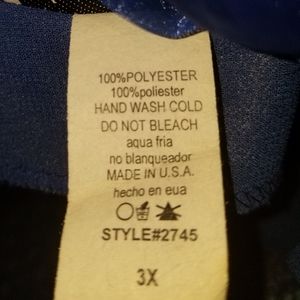 100%POLYESTER
100%poliester
HAND WASH COLD
DO NOT BLEACH
aqua fria
no blanqueador
MADE IN U.S.A.
hecho en eua
STYLE#2745
3X